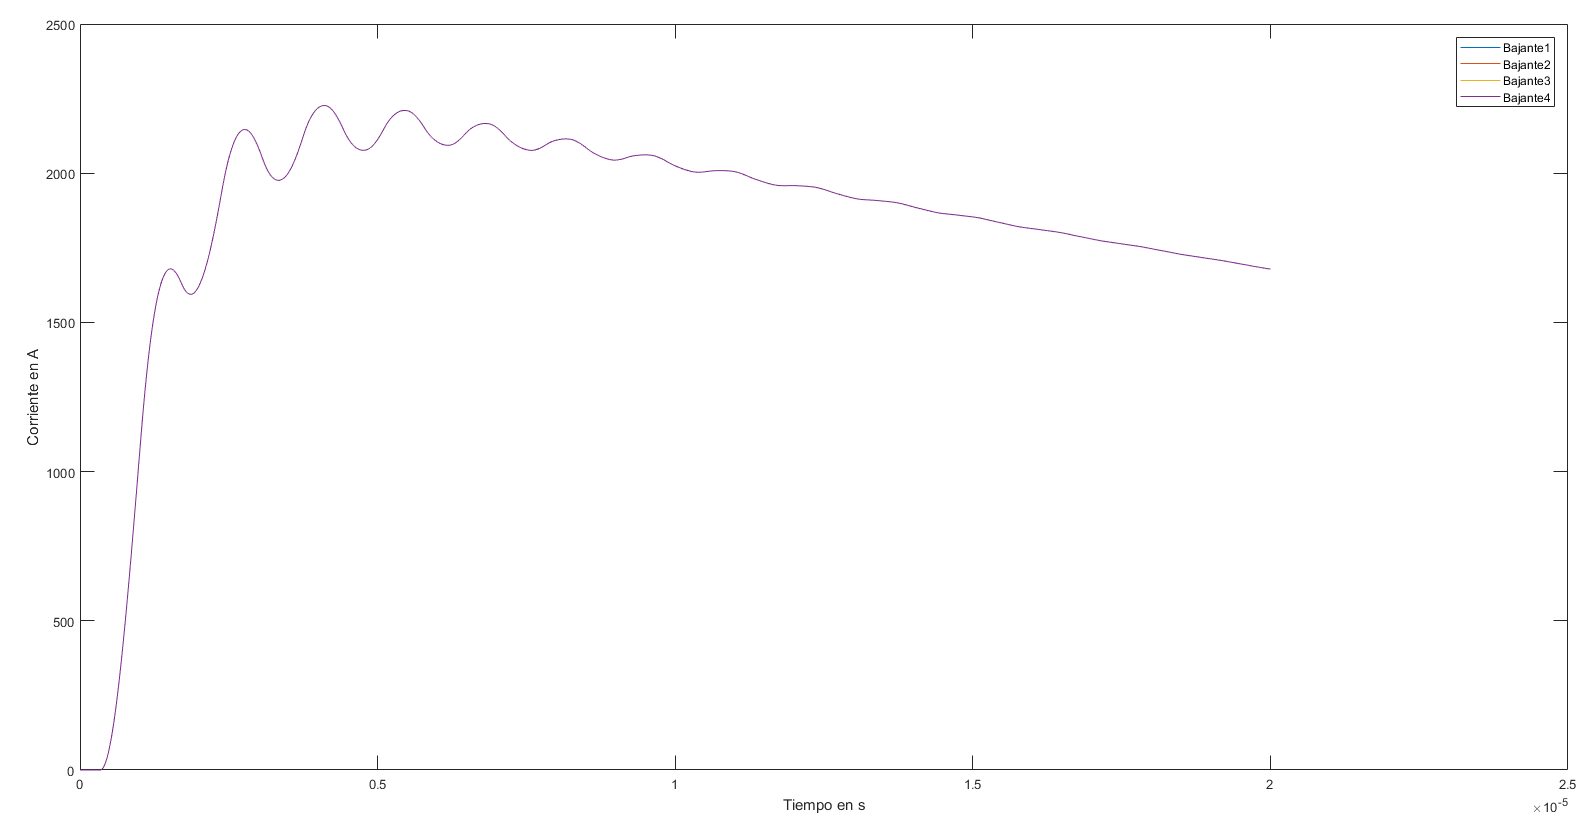 2500
2000
1500
1000
500
0
Corriente en A
Bajante1
Bajante2
Bajante3
Bajante4
0 0.5 1 1.5 2 2.5
Tiempo en s
×10⁻⁵